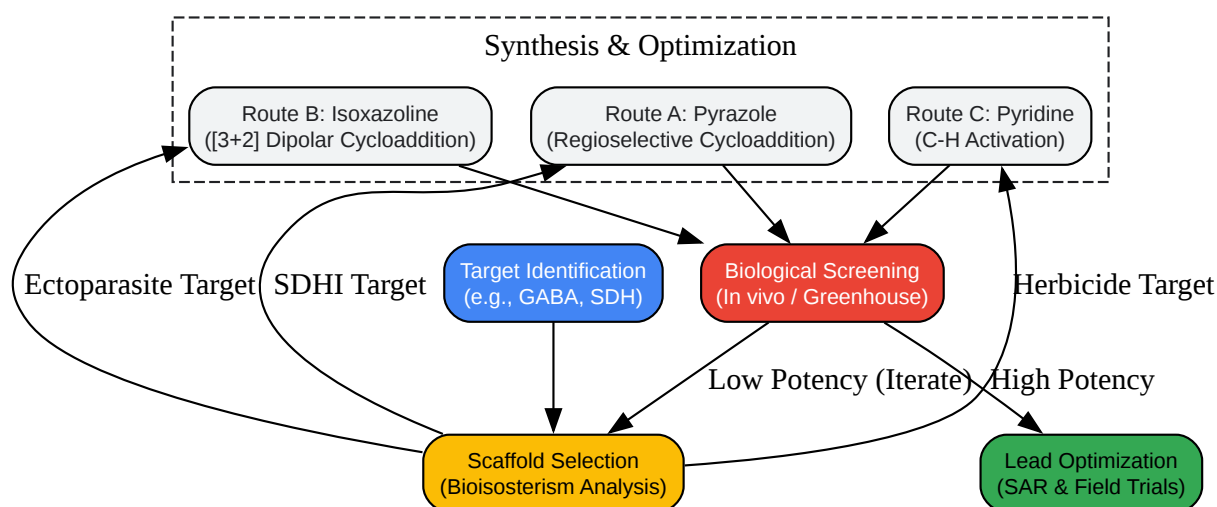 Synthesis & Optimization
Route B: Isoxazoline
([3+2] Dipolar Cycloaddition)
Route A: Pyrazole
(Regioselective Cycloaddition)
Route C: Pyridine
(C-H Activation)
Target Identification
(e.g., GABA, SDH)
Biological Screening
(In vivo / Greenhouse)
Ectoparasite Target
SDHI Target
Herbicide Target
Low Potency (Iterate)
High Potency
Scaffold Selection
(Bioisosterism Analysis)
Lead Optimization
(SAR & Field Trials)